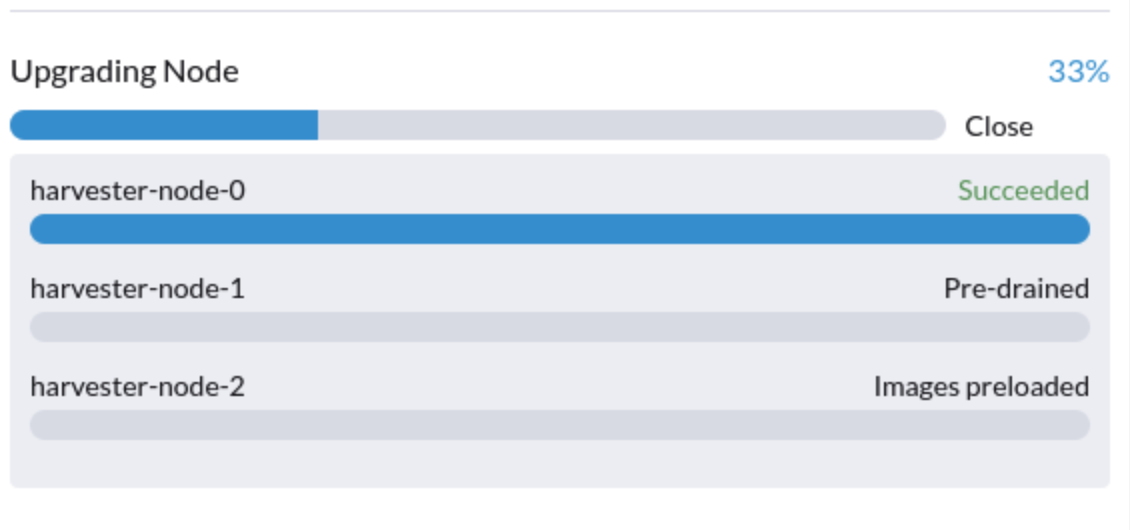 Upgrading Node 33%
Close
harvester-node-0 Succeeded
harvester-node-1 Pre-drained
harvester-node-2 Images preloaded